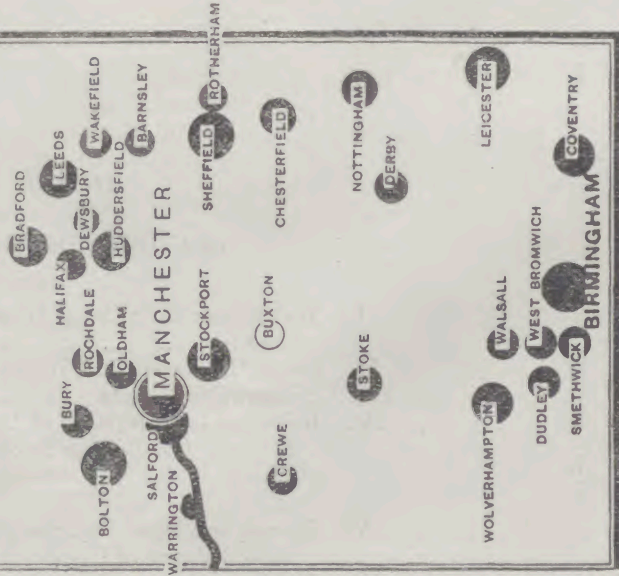 BRADFORD
LEEDS
HALIFAX
BURY
DEWSBURY
WAKEFIELD
ROCHDALE
BOLTON
HUDDERSFIELD
OLDHAM
BARNSLEY
SALFORD
MANCHESTER
WARRINGTON
STOCKPORT
SHEFFIELD
ROTHERHAM
BUXTON
CHESTERFIELD
CREWE
STOKE
NOTTINGHAM
DERBY
LEICESTER
WOLVERHAMPTON
WALSALL
WEST BROMWICH
DUDLEY
SMETHWICK
COVENTRY
BIRMINGHAM